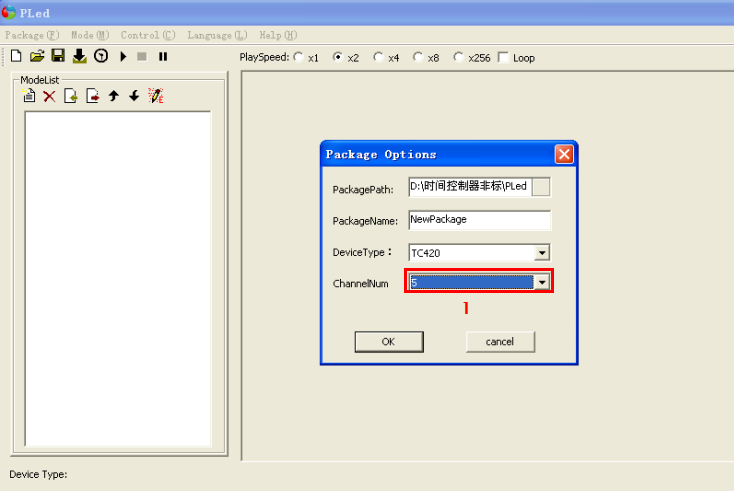 PLed
Package(F) Mode(M) Control(C) Language(L) Help(H)
PlaySpeed: x1 x2 x4 x8 x256 Loop
ModeList
Package Options
PackagePath: D:\时间控制器非标\PLed
PackageName: NewPackage
DeviceType： TC420
ChannelNum 5
1
OK cancel
Device Type: